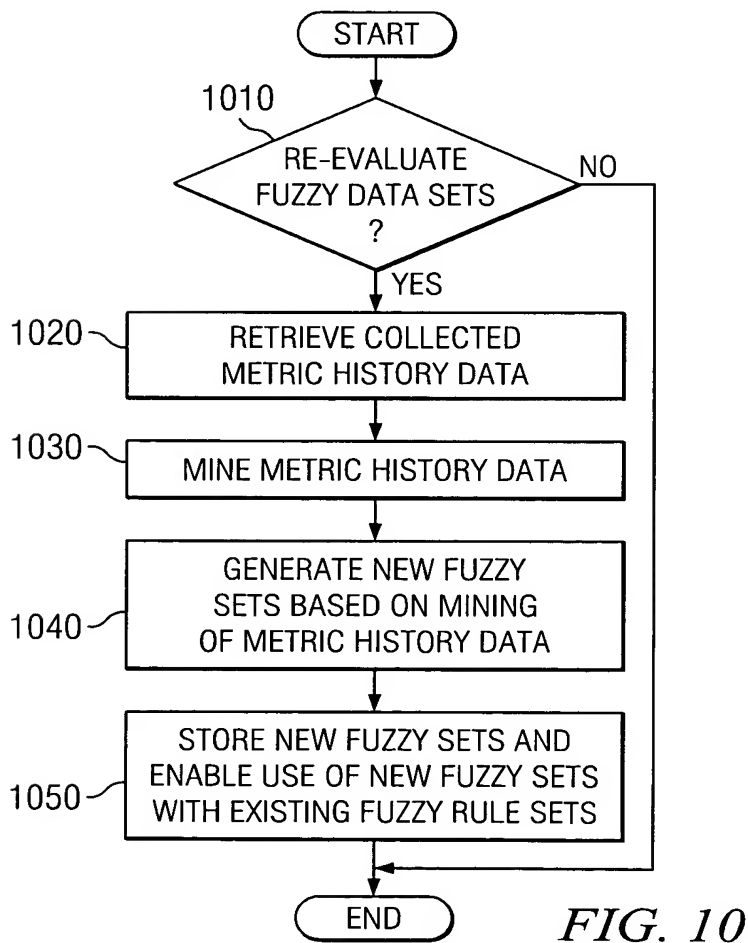 START
1010
RE-EVALUATE
FUZZY DATA SETS
?
NO
YES
1020
RETRIEVE COLLECTED
METRIC HISTORY DATA
1030
MINE METRIC HISTORY DATA
1040
GENERATE NEW FUZZY
SETS BASED ON MINING
OF METRIC HISTORY DATA
1050
STORE NEW FUZZY SETS AND
ENABLE USE OF NEW FUZZY SETS
WITH EXISTING FUZZY RULE SETS
END
FIG. 10